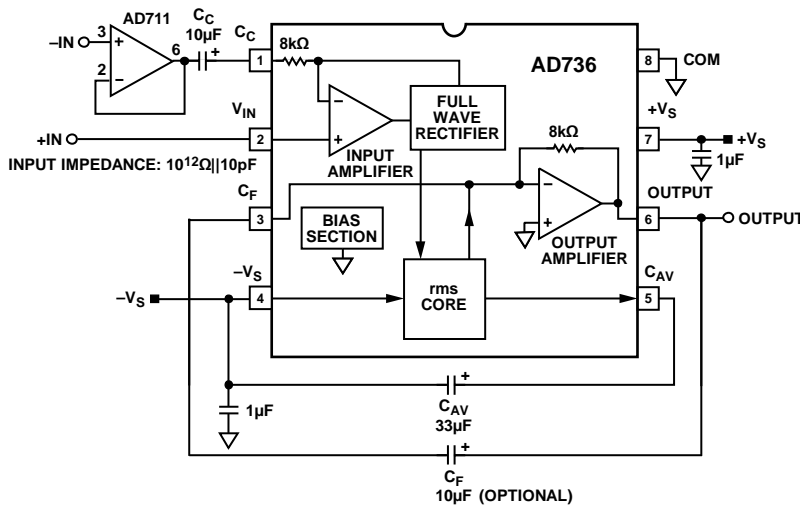 AD711
C_C
10µF
–IN
3
+
6
2
–
+
C_C
1
8kΩ
AD736
8
COM
V_IN
+IN
2
–
+
INPUT
AMPLIFIER
FULL
WAVE
RECTIFIER
+V_S
7
+V_S
1µF
INPUT IMPEDANCE: 10^12Ω||10pF
8kΩ
C_F
3
BIAS
SECTION
–
+
OUTPUT
AMPLIFIER
OUTPUT
6
OUTPUT
–V_S
–V_S
4
rms
CORE
C_AV
5
1µF
+
C_AV
33µF
+
C_F
10µF (OPTIONAL)